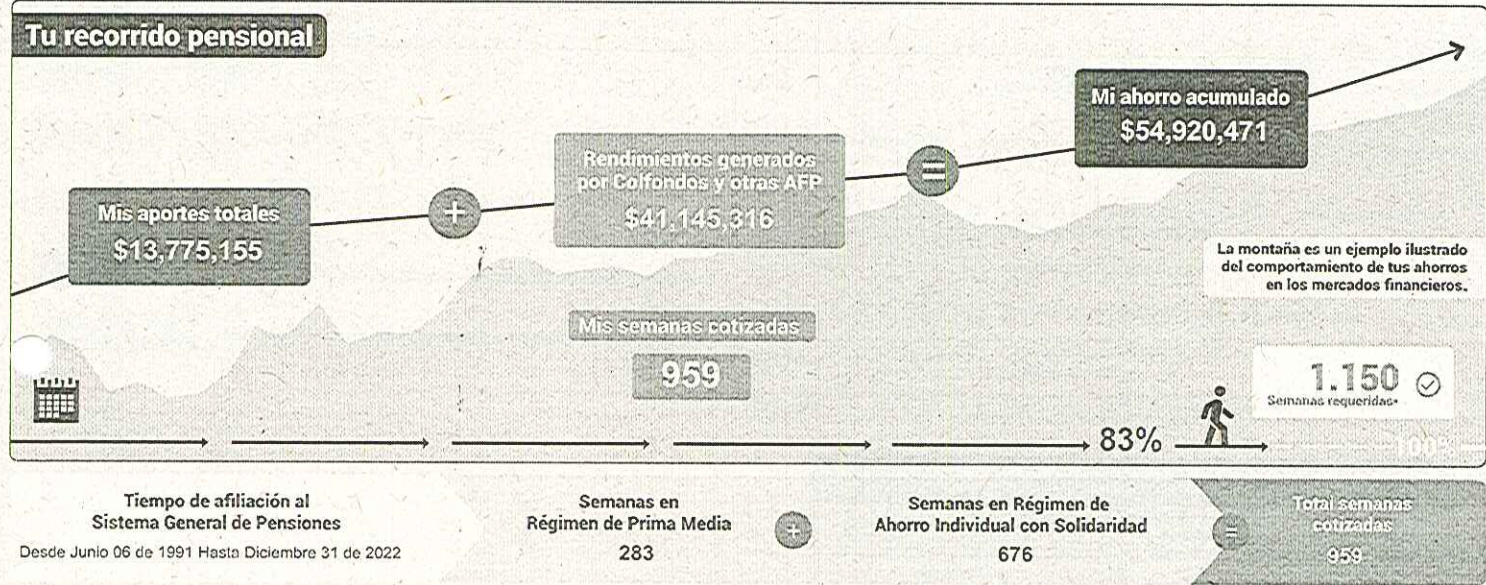 Tu recorrido pensional
Mi ahorro acumulado
$54,920,471
Rendimientos generados
por Colfondos y otras AFP
$41,145,316
=
Mis aportes totales
$13,775,155
+
La montaña es un ejemplo ilustrado
del comportamiento de tus ahorros
en los mercados financieros.
Mis semanas cotizadas
959
1.150
Semanas requeridas*
83%
100%
Tiempo de afiliación al
Sistema General de Pensiones
Desde Junio 06 de 1991 Hasta Diciembre 31 de 2022
Semanas en
Régimen de Prima Media
283
+
Semanas en Régimen de
Ahorro Individual con Solidaridad
676
=
Total semanas
cotizadas
959